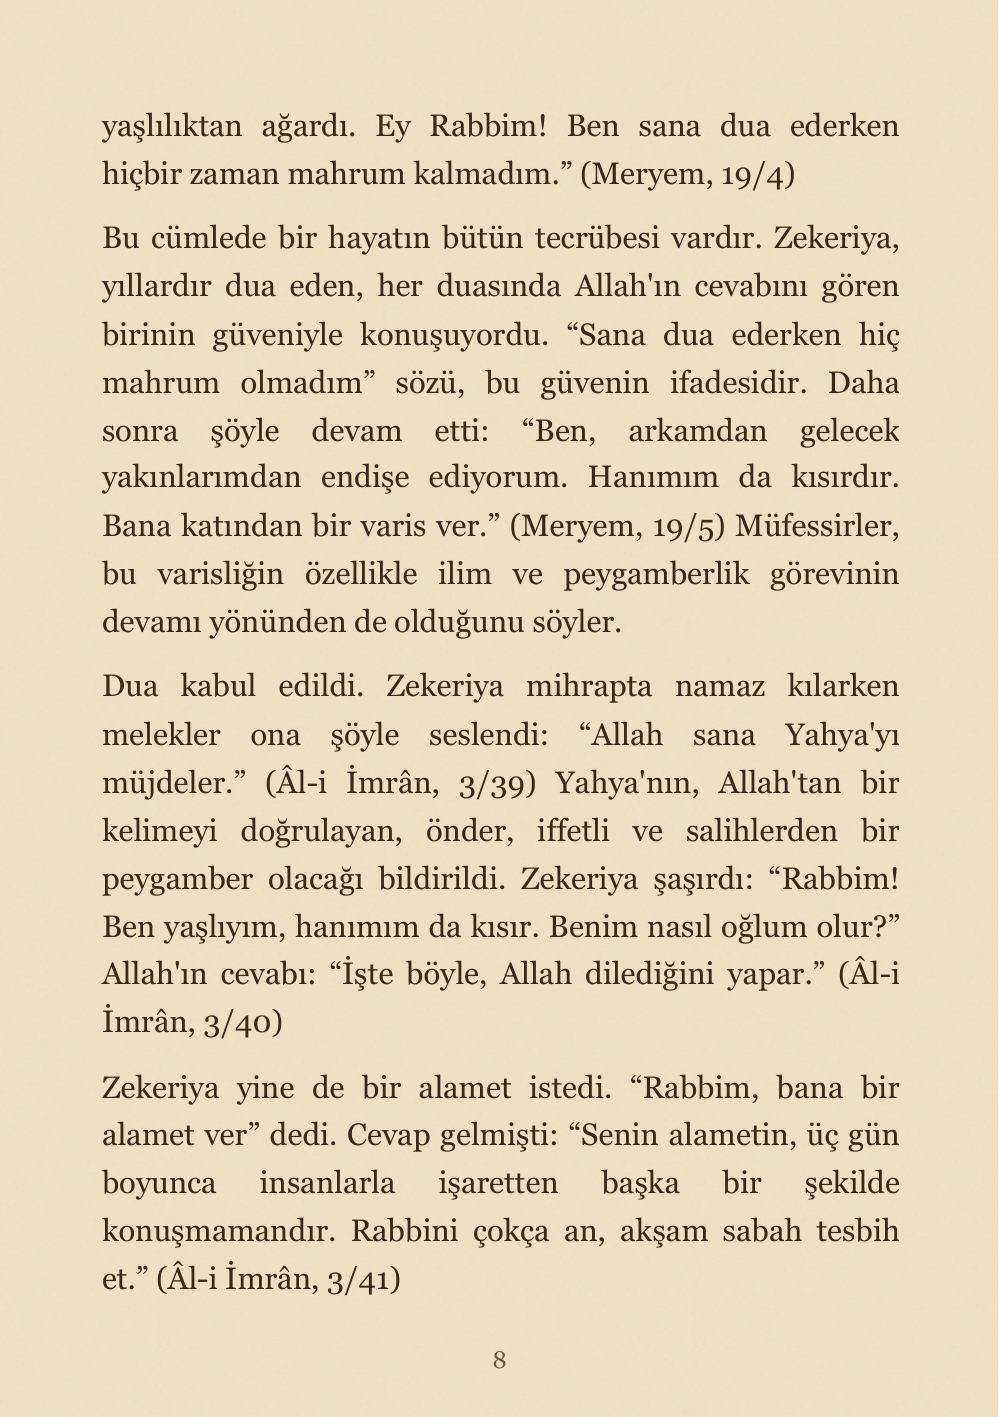 yaşlılıktan ağardı. Ey Rabbim! Ben sana dua ederken
hiçbir zaman mahrum kalmadım.” (Meryem, 19/4)
Bu cümlede bir hayatın bütün tecrübesi vardır. Zekeriya,
yıllardır dua eden, her duasında Allah'ın cevabını gören
birinin güveniyle konuşuyordu. “Sana dua ederken hiç
mahrum olmadım” sözü, bu güvenin ifadesidir. Daha
sonra şöyle devam etti: “Ben, arkamdan gelecek
yakınlarımdan endişe ediyorum. Hanımım da kısırdır.
Bana katından bir varis ver.” (Meryem, 19/5) Müfessirler,
bu varisliğin özellikle ilim ve peygamberlik görevinin
devamı yönünden de olduğunu söyler.
Dua kabul edildi. Zekeriya mihrapta namaz kılarken
melekler ona şöyle seslendi: “Allah sana Yahya'yı
müjdeler.” (Âl-i İmrân, 3/39) Yahya'nın, Allah'tan bir
kelimeyi doğrulayan, önder, iffetli ve salihlerden bir
peygamber olacağı bildirildi. Zekeriya şaşırdı: “Rabbim!
Ben yaşlıyım, hanımım da kısır. Benim nasıl oğlum olur?”
Allah'ın cevabı: “İşte böyle, Allah dilediğini yapar.” (Âl-i
İmrân, 3/40)
Zekeriya yine de bir alamet istedi. “Rabbim, bana bir
alamet ver” dedi. Cevap gelmişti: “Senin alametin, üç gün
boyunca insanlarla işaretten başka bir şekilde
konuşmamandır. Rabbini çokça an, akşam sabah tesbih
et.” (Âl-i İmrân, 3/41)
8